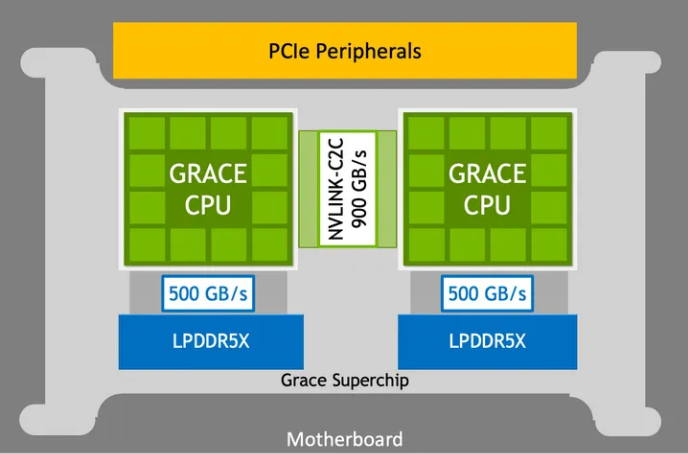 PCIe Peripherals
GRACE
CPU
NVLINK-C2C
900 GB/s
GRACE
CPU
500 GB/s
500 GB/s
LPDDR5X
LPDDR5X
Grace Superchip
Motherboard